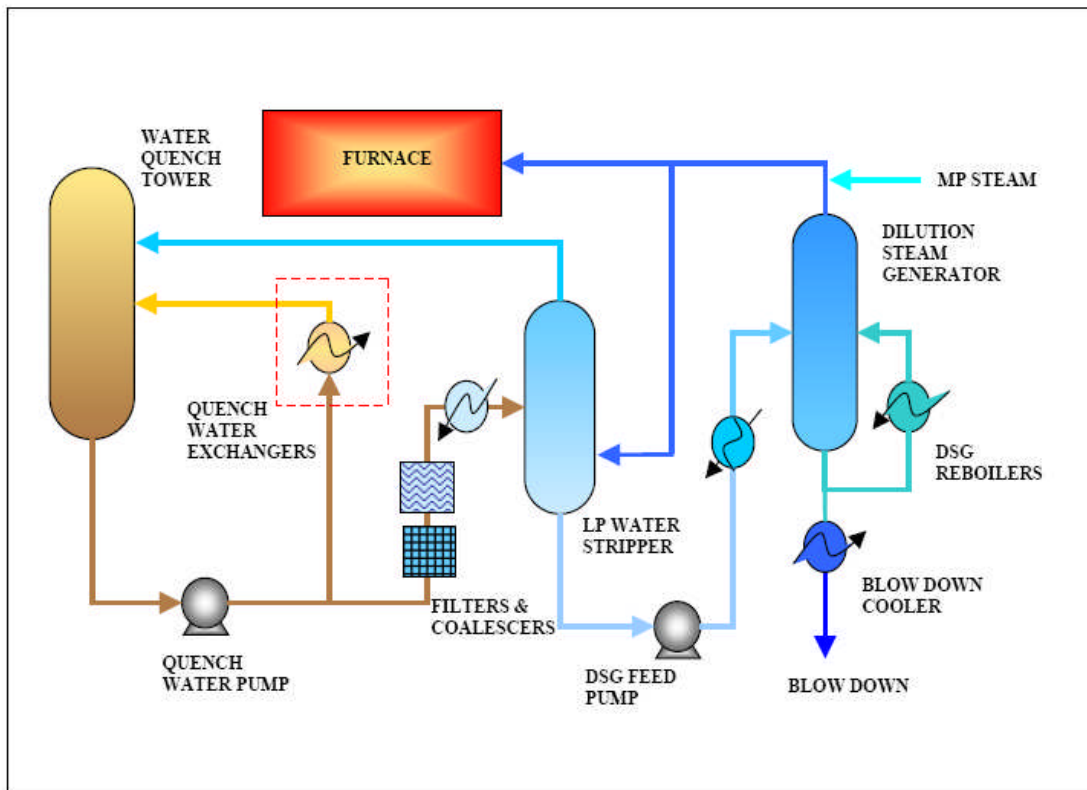 WATER
QUENCH
TOWER
FURNACE
MP STEAM
DILUTION
STEAM
GENERATOR
QUENCH
WATER
EXCHANGERS
DSG
REBOILERS
LP WATER
STRIPPER
FILTERS &
COALESCERS
BLOW DOWN
COOLER
QUENCH
WATER PUMP
DSG FEED
PUMP
BLOW DOWN